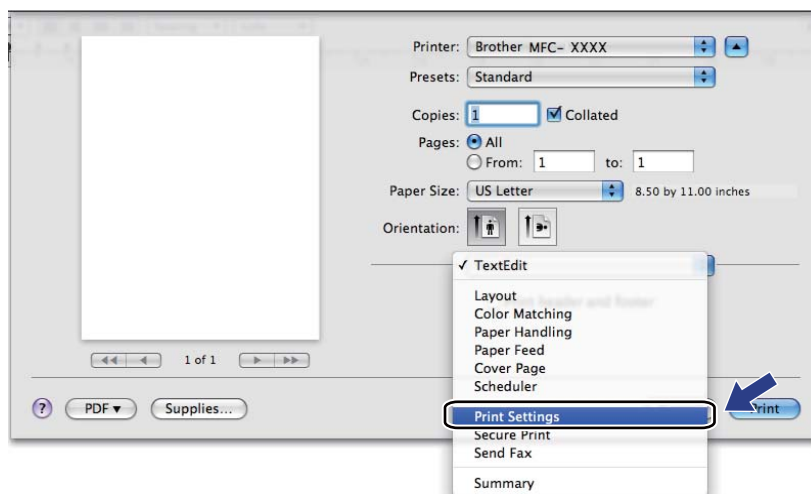 Printer: Brother MFC- XXXX
Presets: Standard
Copies: 1 Collated
Pages: All
From: 1 to: 1
Paper Size: US Letter 8.50 by 11.00 inches
Orientation:
✓ TextEdit
Layout
Color Matching
Paper Handling
Paper Feed
Cover Page
Scheduler
Print Settings
Secure Print
Send Fax
Summary
1 of 1
? PDF▼ Supplies... Print